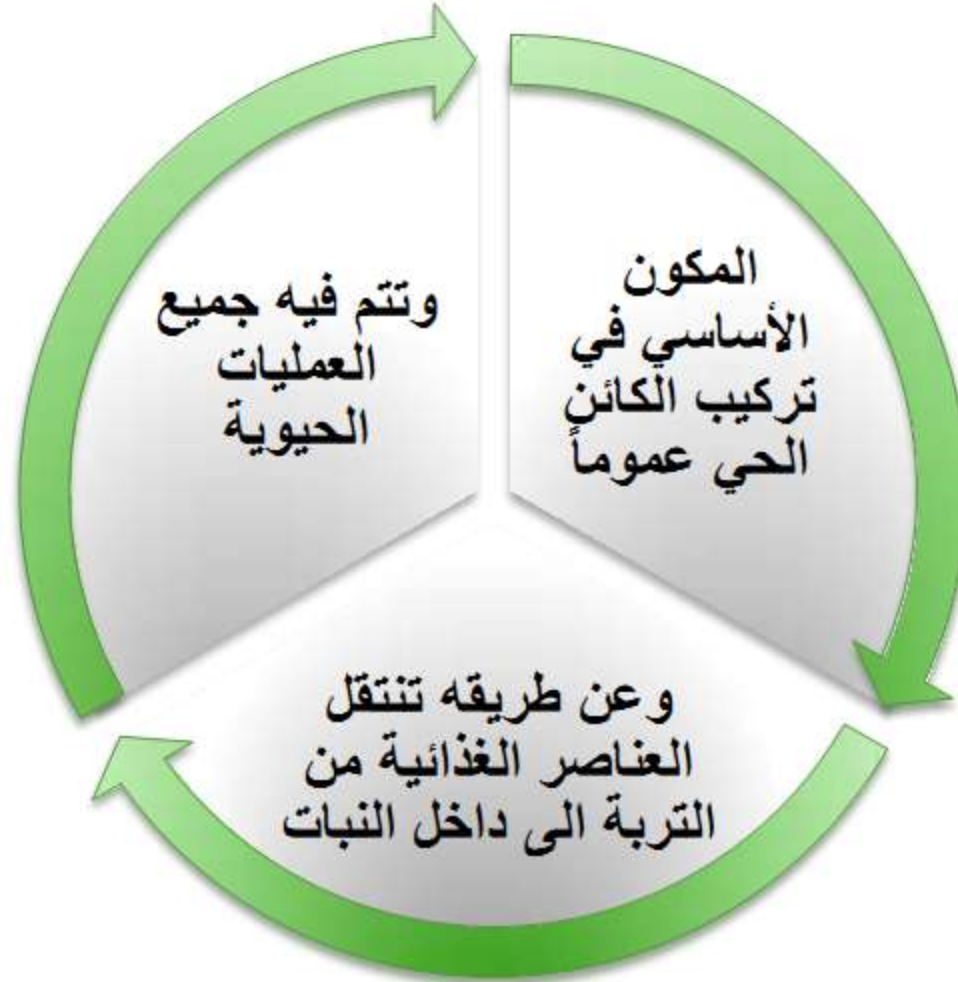 المكون
الأساسي في
تركيب الكائن
الحي عموماً
وعن طريقه تنتقل
العناصر الغذائية من
التربة الى داخل النبات
وتتم فيه جميع
العمليات
الحيوية